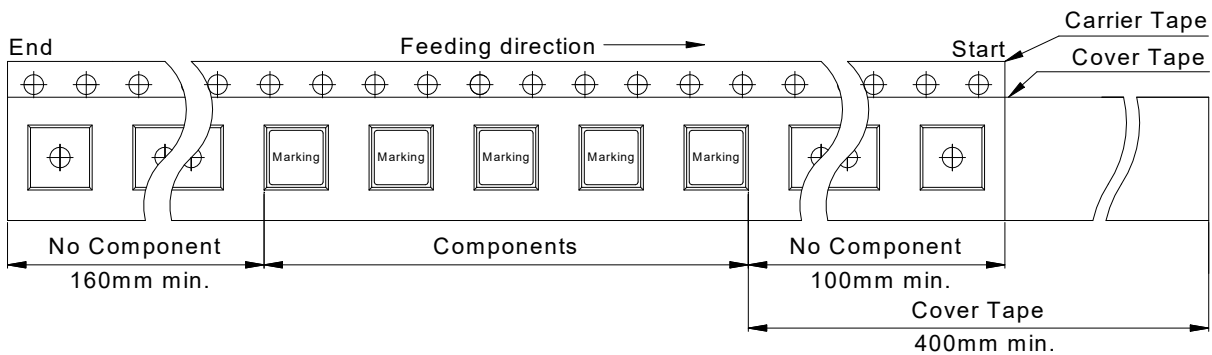 Carrier Tape
End
Feeding direction
Start
Cover Tape
Marking
Marking
Marking
Marking
Marking
No Component
Components
No Component
160mm min.
100mm min.
Cover Tape
400mm min.